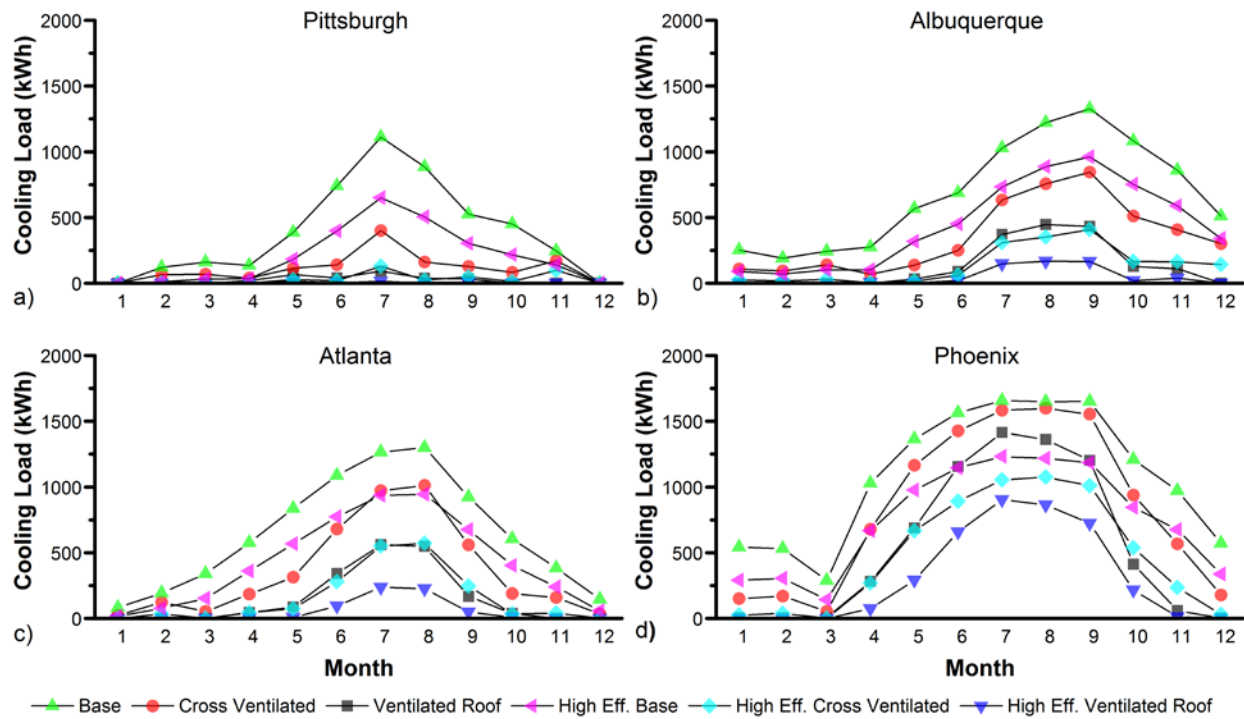 Pittsburgh
Cooling Load (kWh)
2000
1500
1000
500
0
1 2 3 4 5 6 7 8 9 10 11 12
a)
Albuquerque
Cooling Load (kWh)
2000
1500
1000
500
0
1 2 3 4 5 6 7 8 9 10 11 12
b)
Atlanta
Cooling Load (kWh)
2000
1500
1000
500
0
1 2 3 4 5 6 7 8 9 10 11 12
c)
Month
Phoenix
Cooling Load (kWh)
2000
1500
1000
500
0
1 2 3 4 5 6 7 8 9 10 11 12
d)
Month
Base Cross Ventilated Ventilated Roof High Eff. Base High Eff. Cross Ventilated High Eff. Ventilated Roof